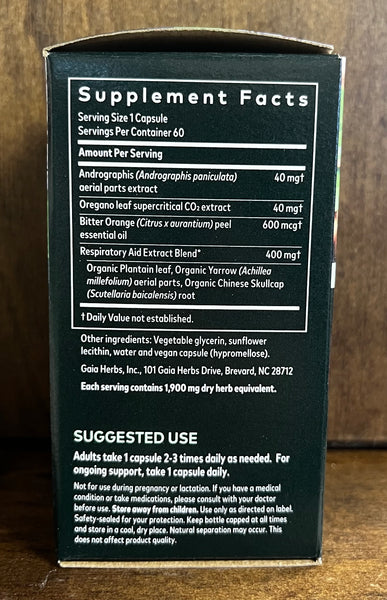 Supplement Facts
Serving Size 1 Capsule
Servings Per Container 60
Amount Per Serving
Andrographis (Andrographis paniculata) 40 mg†
aerial parts extract
Oregano leaf supercritical CO₂ extract 40 mg†
Bitter Orange (Citrus x aurantium) peel 600 mcg†
essential oil
Respiratory Aid Extract Blend* 400 mg†
Organic Plantain leaf, Organic Yarrow (Achillea
millefolium) aerial parts, Organic Chinese Skullcap
(Scutellaria baicalensis) root
† Daily Value not established.
Other ingredients: Vegetable glycerin, sunflower
lecithin, water and vegan capsule (hypromellose).
Gaia Herbs, Inc., 101 Gaia Herbs Drive, Brevard, NC 28712
Each serving contains 1,900 mg dry herb equivalent.
SUGGESTED USE
Adults take 1 capsule 2-3 times daily as needed. For
ongoing support, take 1 capsule daily.
Not for use during pregnancy or lactation. If you have a medical
condition or take medications, please consult with your doctor
before use. Store away from children. Use only as directed on label.
Safety-sealed for your protection. Keep bottle capped at all times
and store in a cool, dry place. Natural separation may occur. This
does not affect product quality.